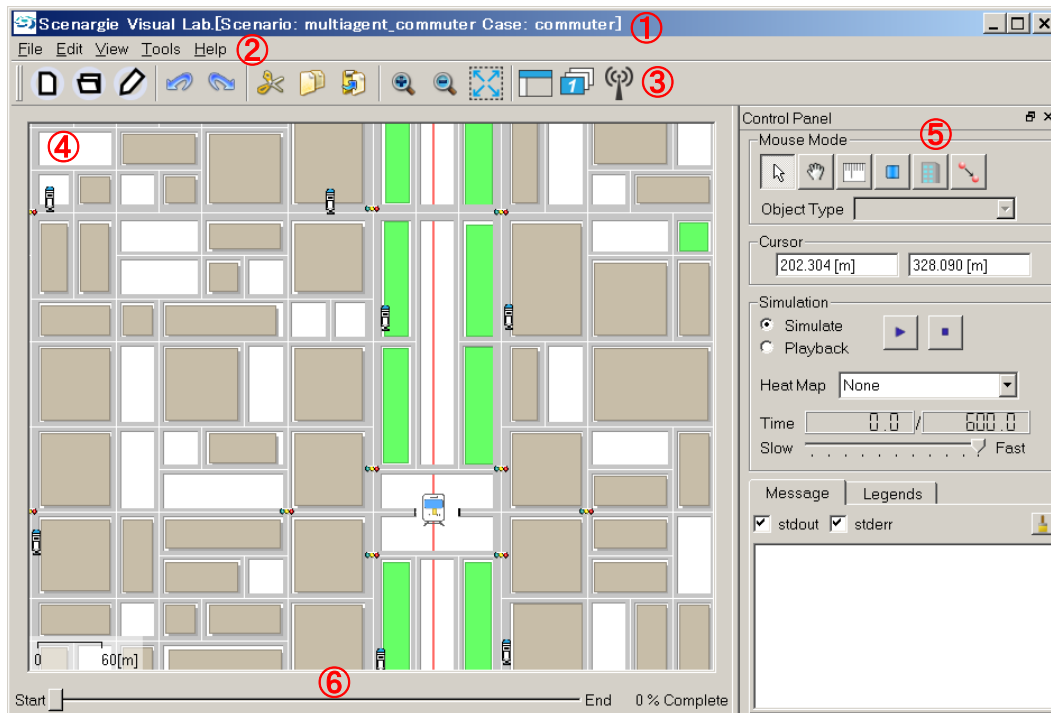 Scenargie Visual Lab.[Scenario: multiagent_commuter Case: commuter] ①
File Edit View Tools Help ②
③
④
Control Panel
⑤
Mouse Mode
Object Type
Cursor
202.304 [m] 328.090 [m]
Simulation
Simulate
Playback
Heat Map None
Time 0.0 / 600.0
Slow Fast
Message Legends
stdout stderr
0 60[m]
⑥
Start End 0 % Complete